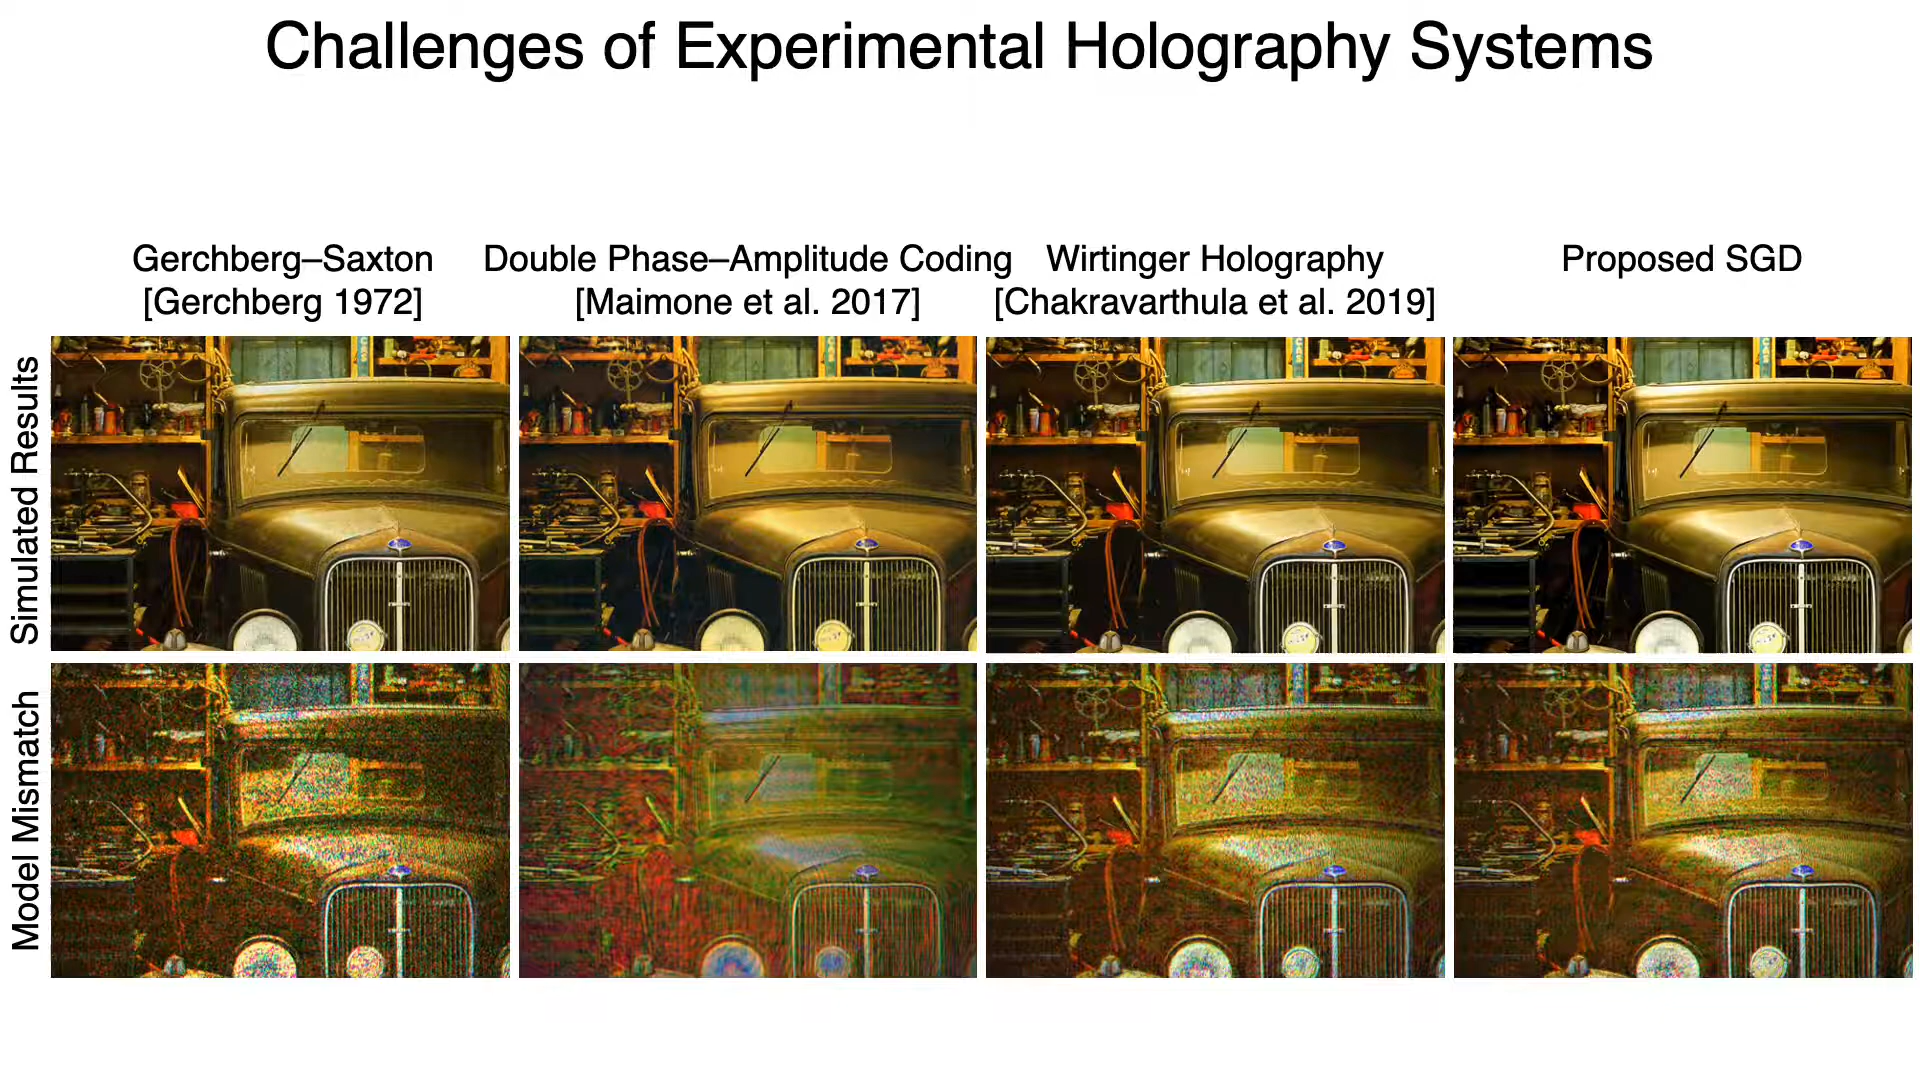 Challenges of Experimental Holography Systems
Gerchberg–Saxton
[Gerchberg 1972]
Double Phase–Amplitude Coding
[Maimone et al. 2017]
Wirtinger Holography
[Chakravarthula et al. 2019]
Proposed SGD
Simulated Results
Model Mismatch